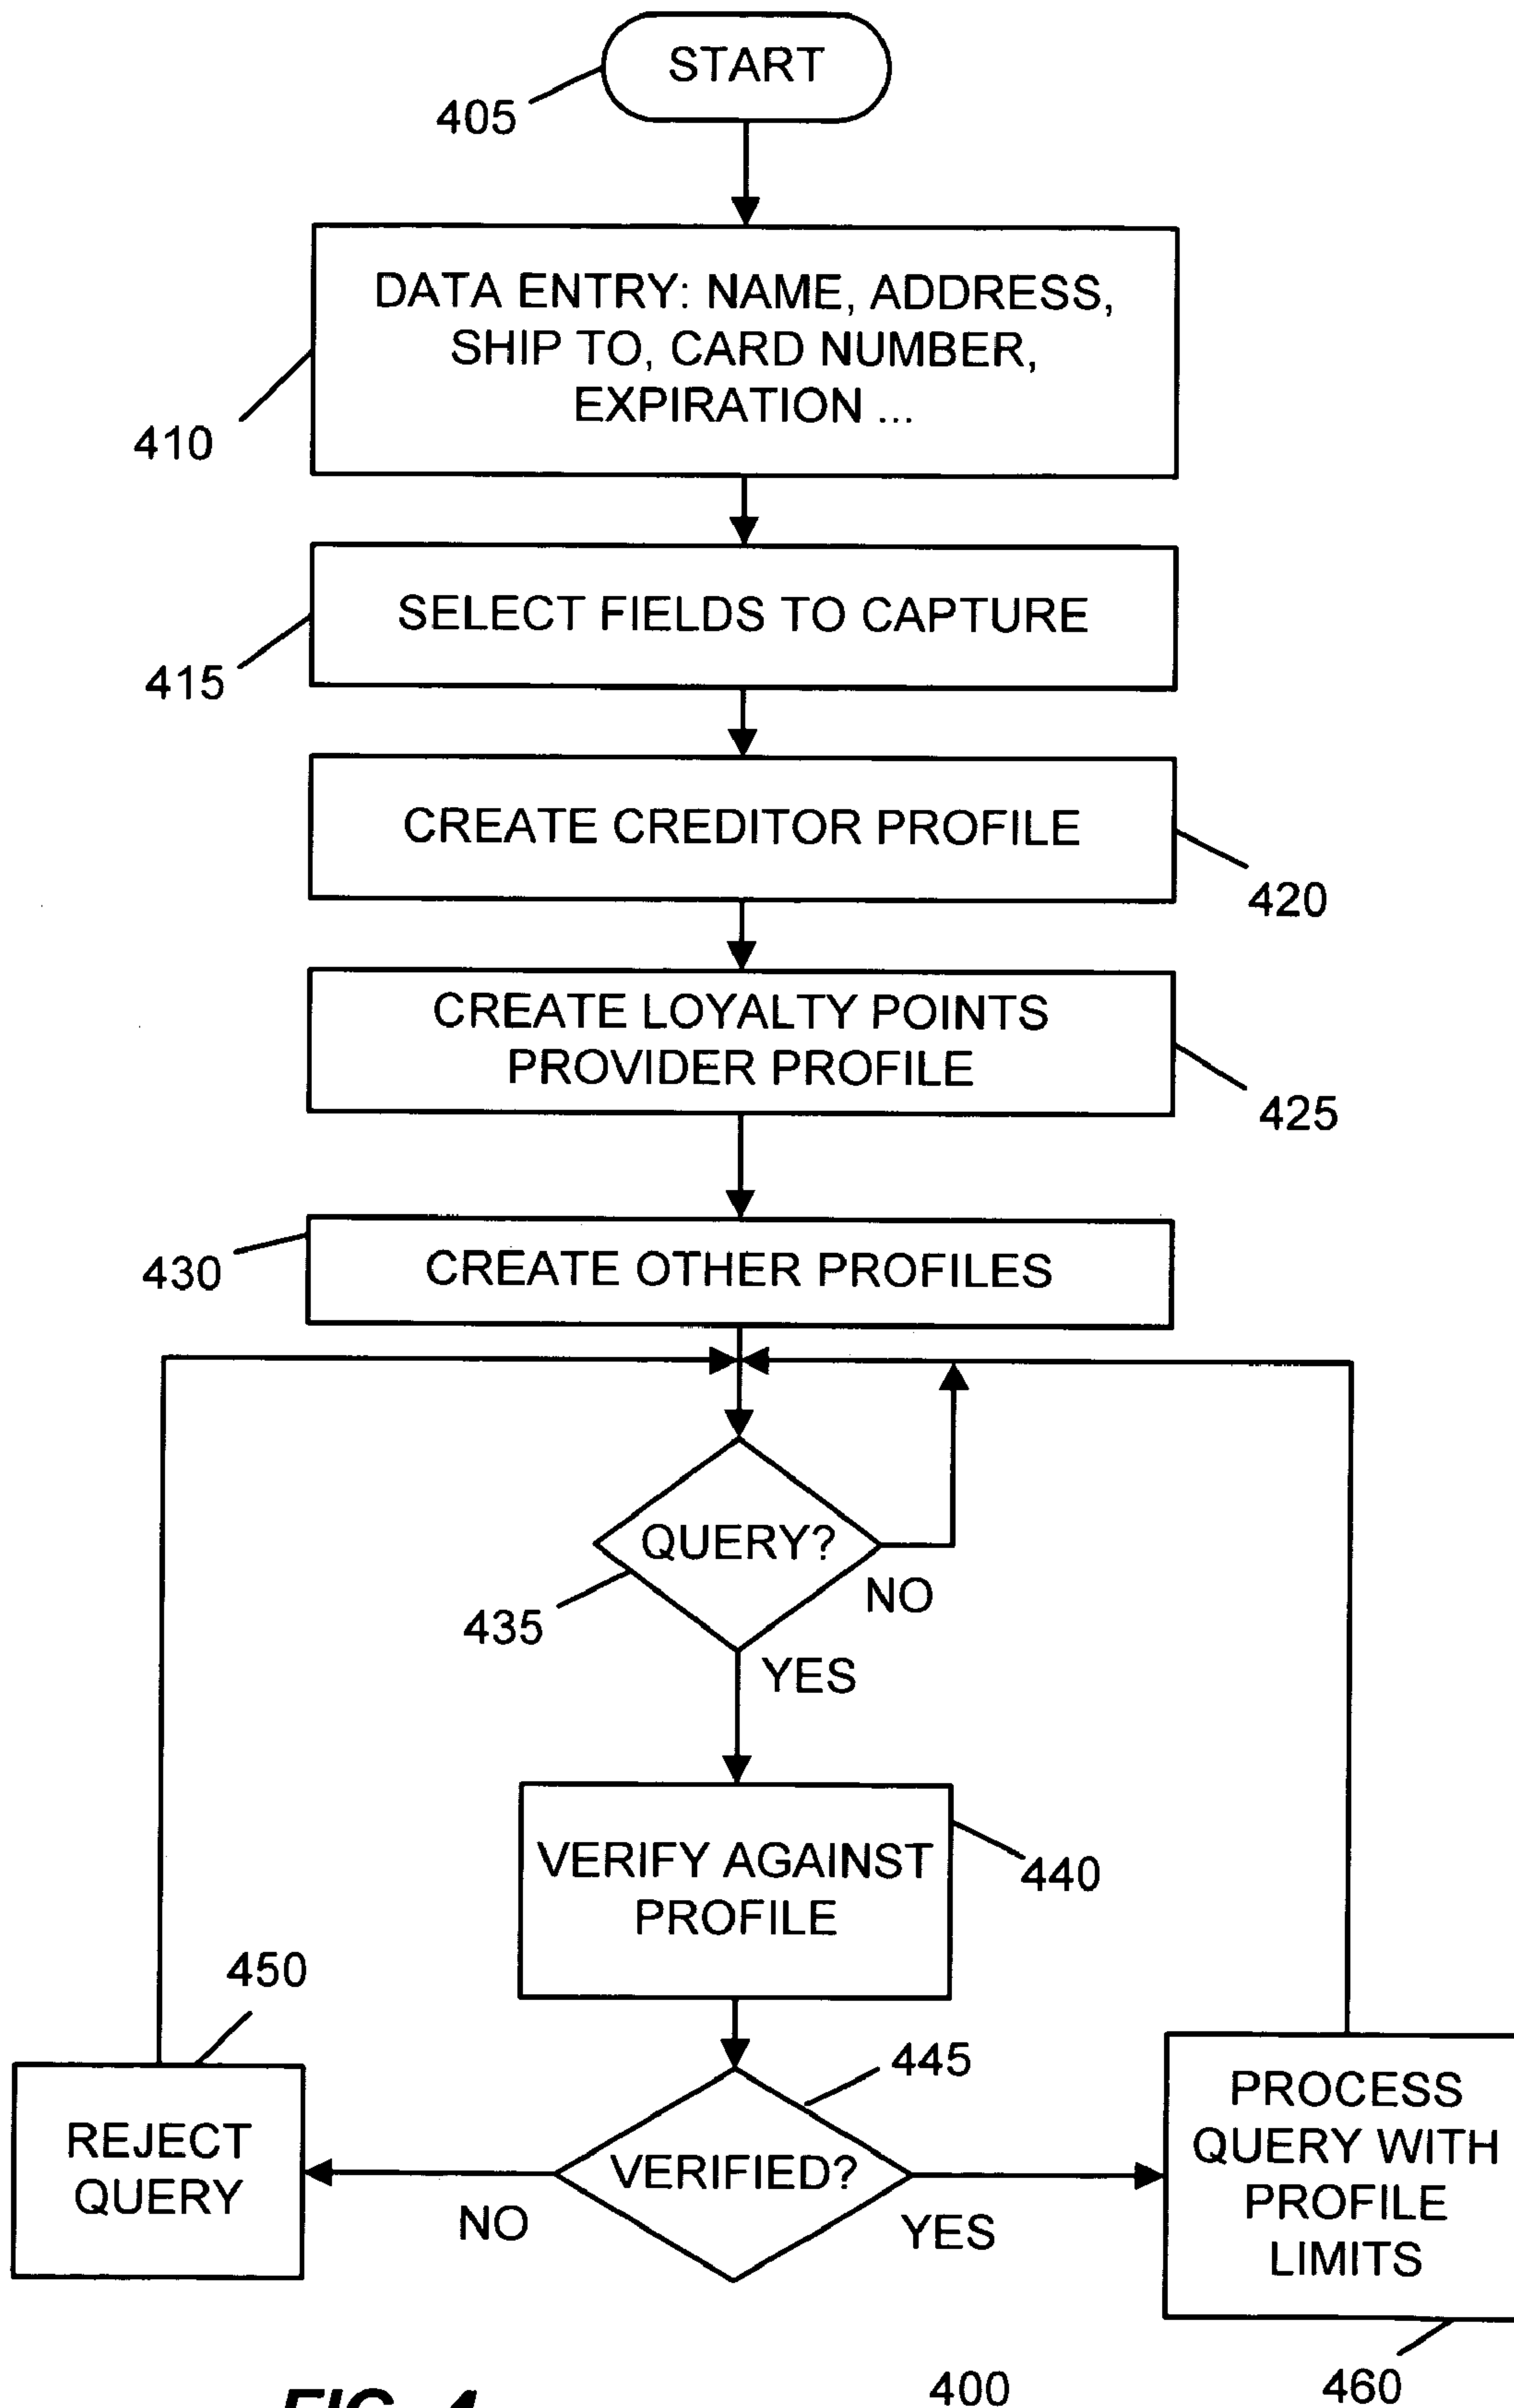 START
405
DATA ENTRY: NAME, ADDRESS,
SHIP TO, CARD NUMBER,
EXPIRATION ...
410
SELECT FIELDS TO CAPTURE
415
CREATE CREDITOR PROFILE
420
CREATE LOYALTY POINTS
PROVIDER PROFILE
425
430
CREATE OTHER PROFILES
QUERY?
NO
435
YES
VERIFY AGAINST
PROFILE
440
450
445
REJECT
QUERY
NO
VERIFIED?
YES
PROCESS
QUERY WITH
PROFILE
LIMITS
400
460
FIG. 4